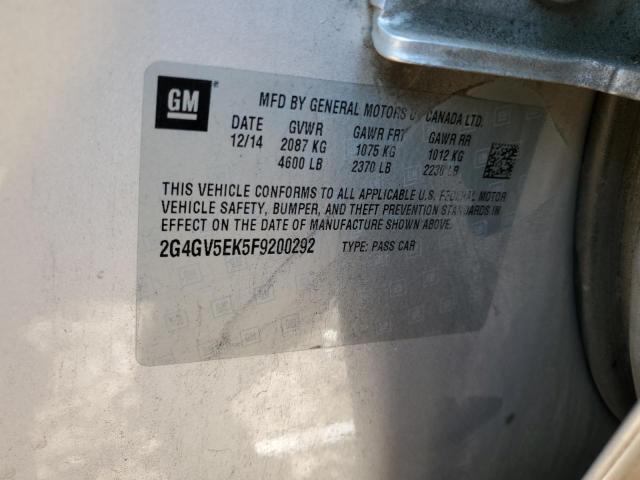 GM
MFD BY GENERAL MOTORS OF CANADA LTD.
DATE GVWR GAWR FRT GAWR RR
12/14 2087 KG 1075 KG 1012 KG
4600 LB 2370 LB 2230 LB
THIS VEHICLE CONFORMS TO ALL APPLICABLE U.S. FEDERAL MOTOR
VEHICLE SAFETY, BUMPER, AND THEFT PREVENTION STANDARDS IN
EFFECT ON THE DATE OF MANUFACTURE SHOWN ABOVE.
2G4GV5EK5F9200292 TYPE: PASS CAR